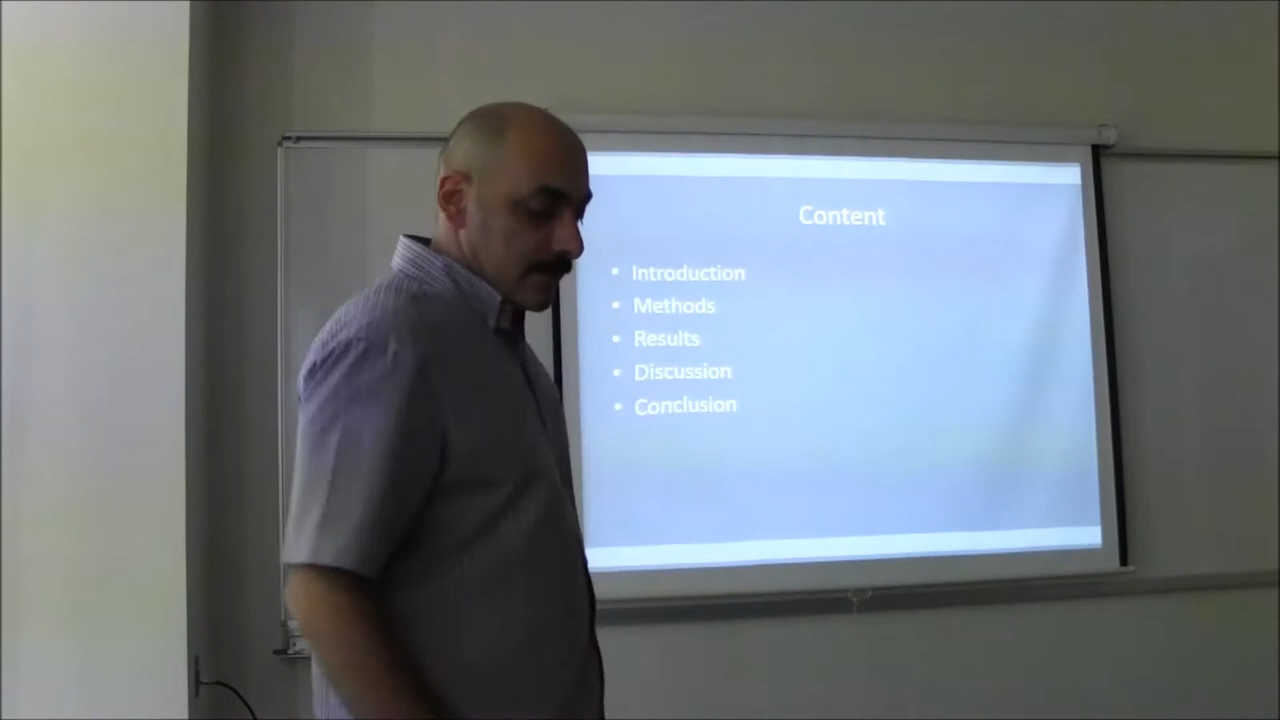 Content
• Introduction
• Methods
• Results
• Discussion
• Conclusion